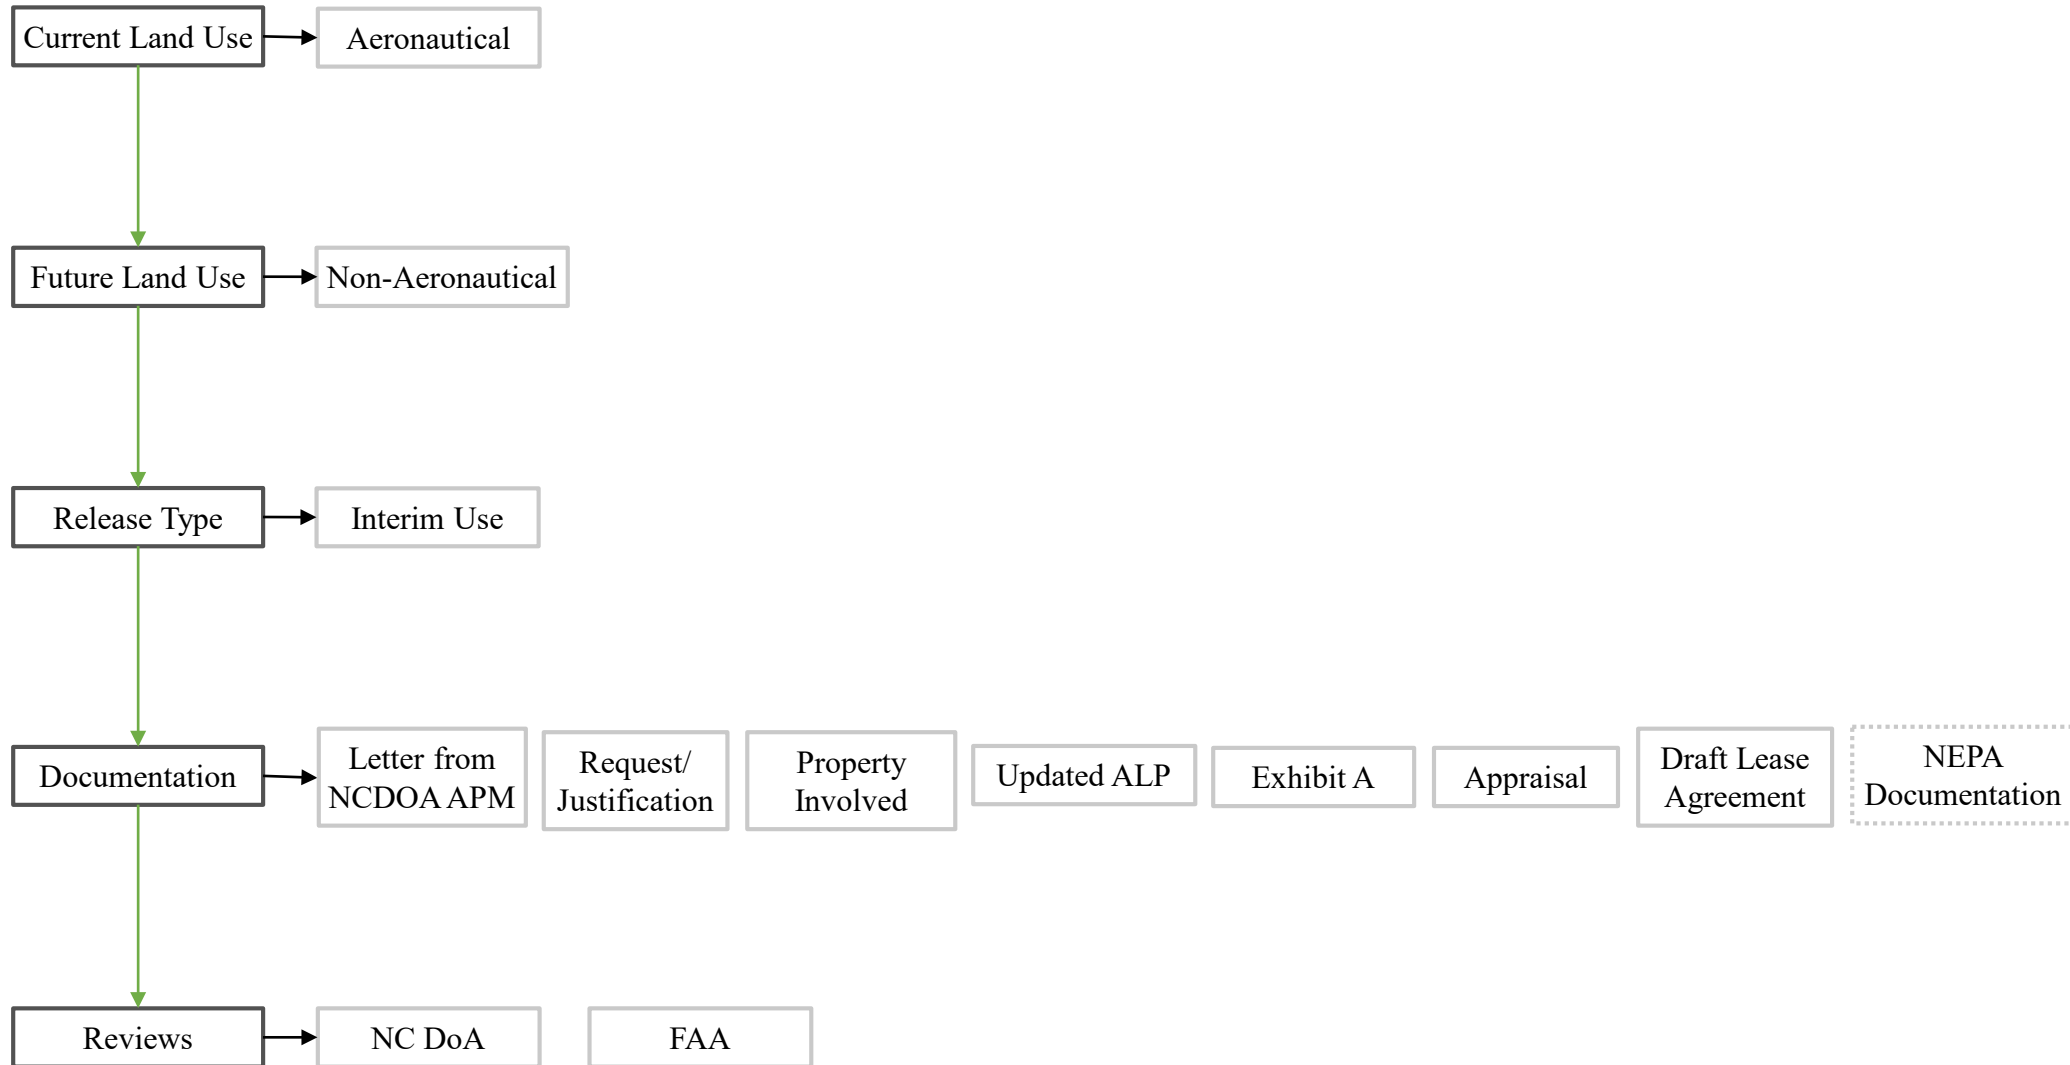 Current Land Use
Aeronautical
Future Land Use
Non-Aeronautical
Release Type
Interim Use
Documentation
Letter from
NCDOA APM
Request/
Justification
Property
Involved
Updated ALP
Exhibit A
Appraisal
Draft Lease
Agreement
NEPA
Documentation
Reviews
NC DoA
FAA